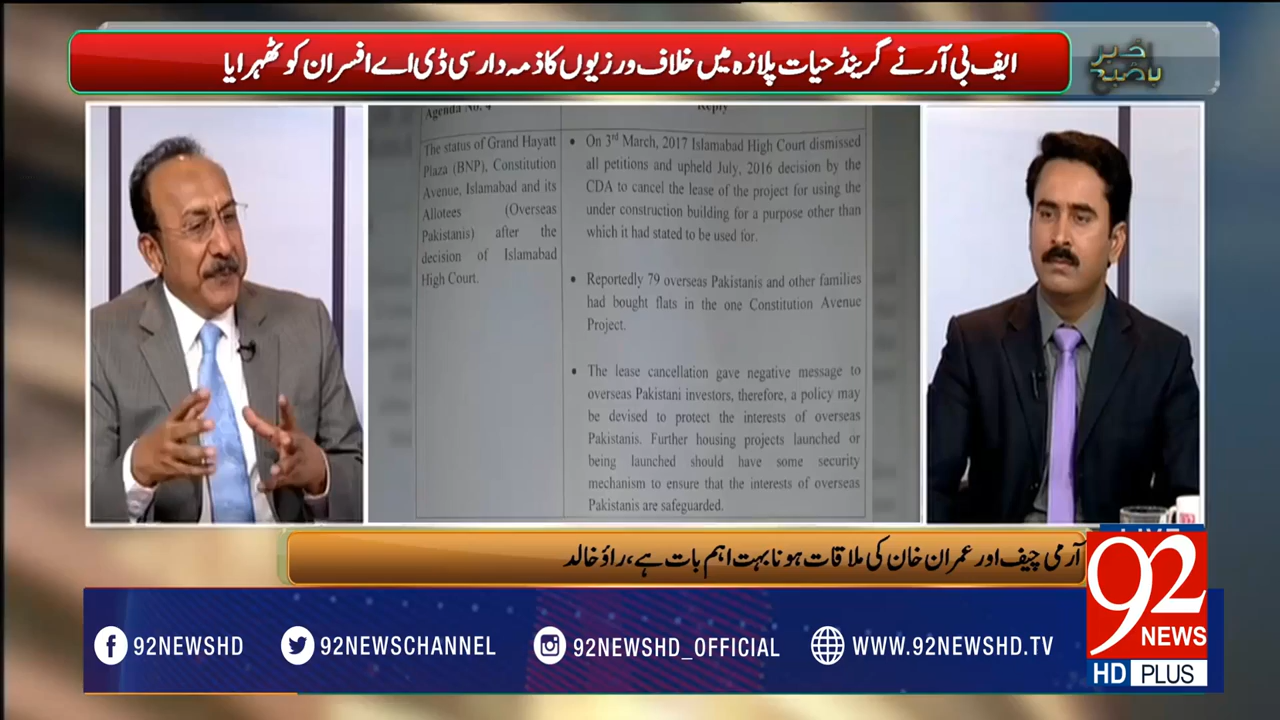 ایف بی آر نے گرینڈ حیات پلازہ میں خلاف ورزیوں کا ذمہ دار سی ڈی اے افسران کو ٹھہرایا
Agenda No. 4
Reply
The status of Grand Hayatt
Plaza (BNP), Constitution
Avenue, Islamabad and its
Allotees (Overseas
Pakistanis) after the
decision of Islamabad
High Court.
• On 3rd March, 2017 Islamabad High Court dismissed
all petitions and upheld July, 2016 decision by the
CDA to cancel the lease of the project for using the
under construction building for a purpose other than
which it had stated to be used for.
• Reportedly 79 overseas Pakistanis and other families
had bought flats in the one Constitution Avenue
Project.
• The lease cancellation gave negative message to
overseas Pakistani investors, therefore, a policy may
be devised to protect the interests of overseas
Pakistanis. Further housing projects launched or
being launched should have some security
mechanism to ensure that the interests of overseas
Pakistanis are safeguarded.
آرمی چیف اور عمران خان کی ملاقات ہونا بہت اہم بات ہے، راؤ خالد
LIVE
92
NEWS
HD PLUS
92NEWSHD
92NEWSCHANNEL
92NEWSHD_OFFICIAL
WWW.92NEWSHD.TV